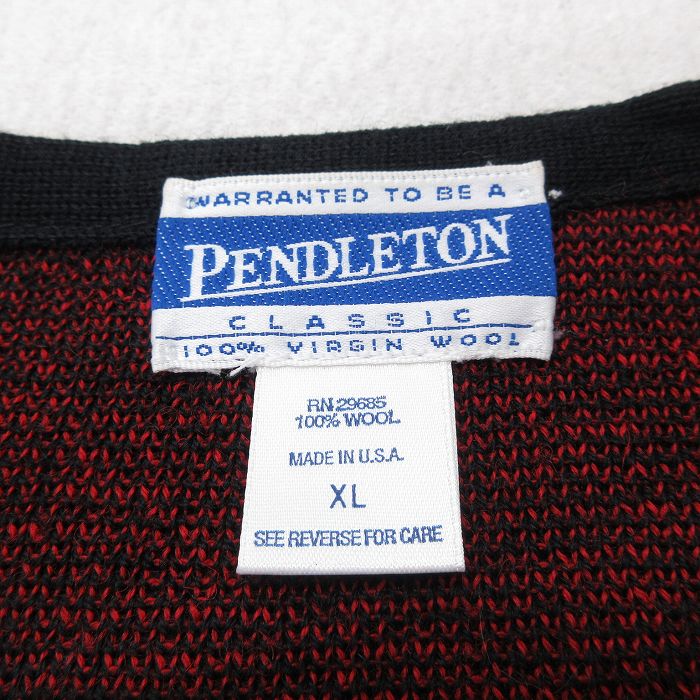 WARRANTED TO BE A
PENDLETON
CLASSIC
100% VIRGIN WOOL
RN 29685
100% WOOL
MADE IN U.S.A.
XL
SEE REVERSE FOR CARE